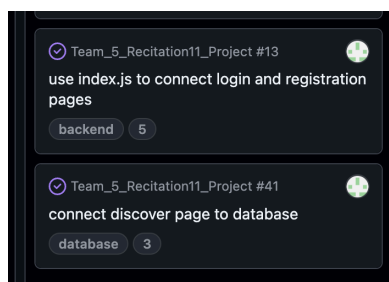 Team_5_Recitation11_Project #13
use index.js to connect login and registration
pages
backend 5
Team_5_Recitation11_Project #41
connect discover page to database
database 3